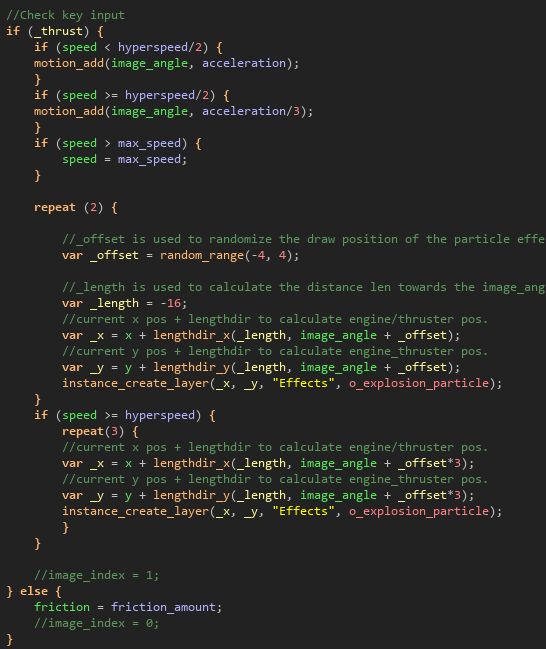 //Check key input
if (_thrust) {
    if (speed < hyperspeed/2) {
    motion_add(image_angle, acceleration);
    }
    if (speed >= hyperspeed/2) {
    motion_add(image_angle, acceleration/3);
    }
    if (speed > max_speed) {
        speed = max_speed;
    }

    repeat (2) {

        //_offset is used to randomize the draw position of the particle effe
        var _offset = random_range(-4, 4);

        //_length is used to calculate the distance len towards the image_ang
        var _length = -16;
        //current x pos + lengthdir to calculate engine/thruster pos.
        var _x = x + lengthdir_x(_length, image_angle + _offset);
        //current y pos + lengthdir to calculate engine_thruster pos.
        var _y = y + lengthdir_y(_length, image_angle + _offset);
        instance_create_layer(_x, _y, "Effects", o_explosion_particle);
    }
    if (speed >= hyperspeed) {
        repeat(3) {
        //current x pos + lengthdir to calculate engine/thruster pos.
        var _x = x + lengthdir_x(_length, image_angle + _offset*3);
        //current y pos + lengthdir to calculate engine_thruster pos.
        var _y = y + lengthdir_y(_length, image_angle + _offset*3);
        instance_create_layer(_x, _y, "Effects", o_explosion_particle);
        }
    }

    //image_index = 1;
} else {
    friction = friction_amount;
    //image_index = 0;
}